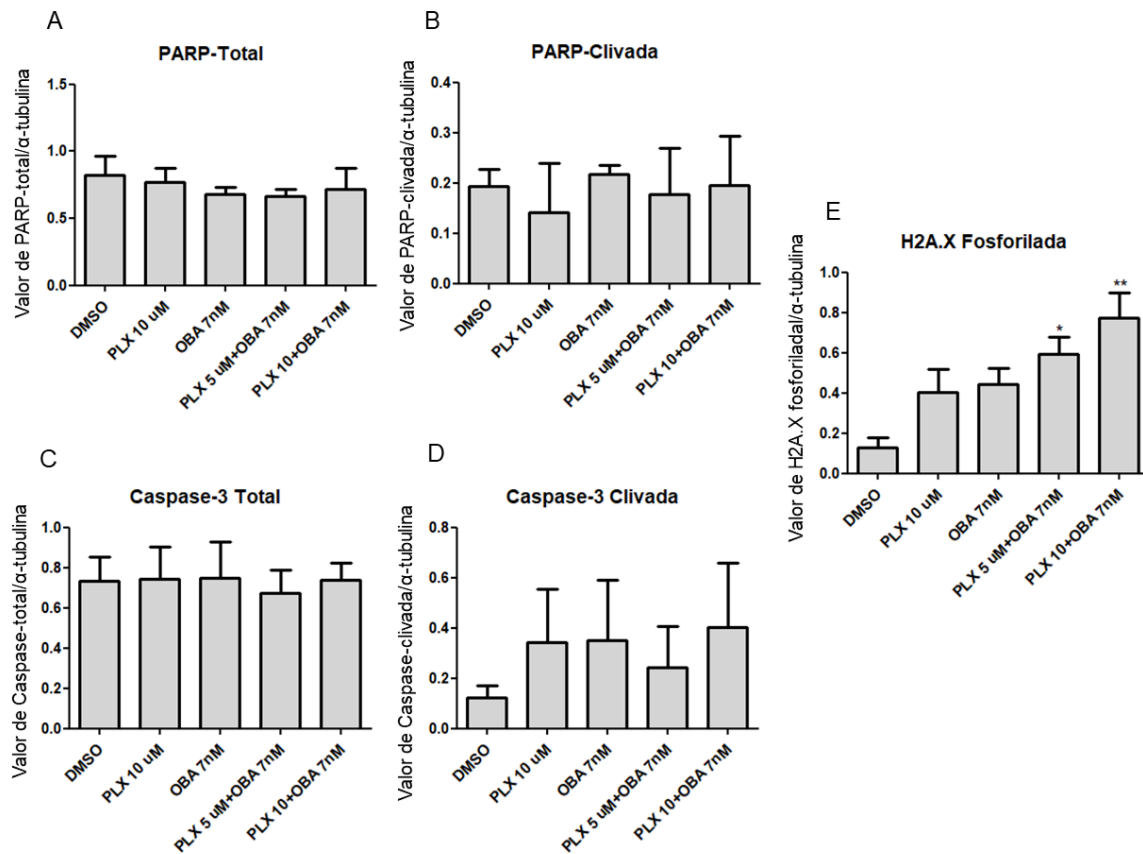 A
PARP-Total
Valor de PARP-total/α-tubulina
1.5
1.0
0.5
0.0
DMSO
PLX 10 uM
OBA 7nM
PLX 5 uM+OBA 7nM
PLX 10+OBA 7nM
B
PARP-Clivada
Valor de PARP-clivada/α-tubulina
0.4
0.3
0.2
0.1
0.0
DMSO
PLX 10 uM
OBA 7nM
PLX 5 uM+OBA 7nM
PLX 10+OBA 7nM
C
Caspase-3 Total
Valor de Caspase-total/α-tubulina
1.0
0.8
0.6
0.4
0.2
0.0
DMSO
PLX 10 uM
OBA 7nM
PLX 5 uM+OBA 7nM
PLX 10+OBA 7nM
D
Caspase-3 Clivada
Valor de Caspase-clivada/α-tubulina
0.8
0.6
0.4
0.2
0.0
DMSO
PLX 10 uM
OBA 7nM
PLX 5 uM+OBA 7nM
PLX 10+OBA 7nM
E
H2A.X Fosforilada
Valor de H2A.X fosforiladal/α-tubulina
1.0
0.8
0.6
0.4
0.2
0.0
*
**
DMSO
PLX 10 uM
OBA 7nM
PLX 5 uM+OBA 7nM
PLX 10+OBA 7nM